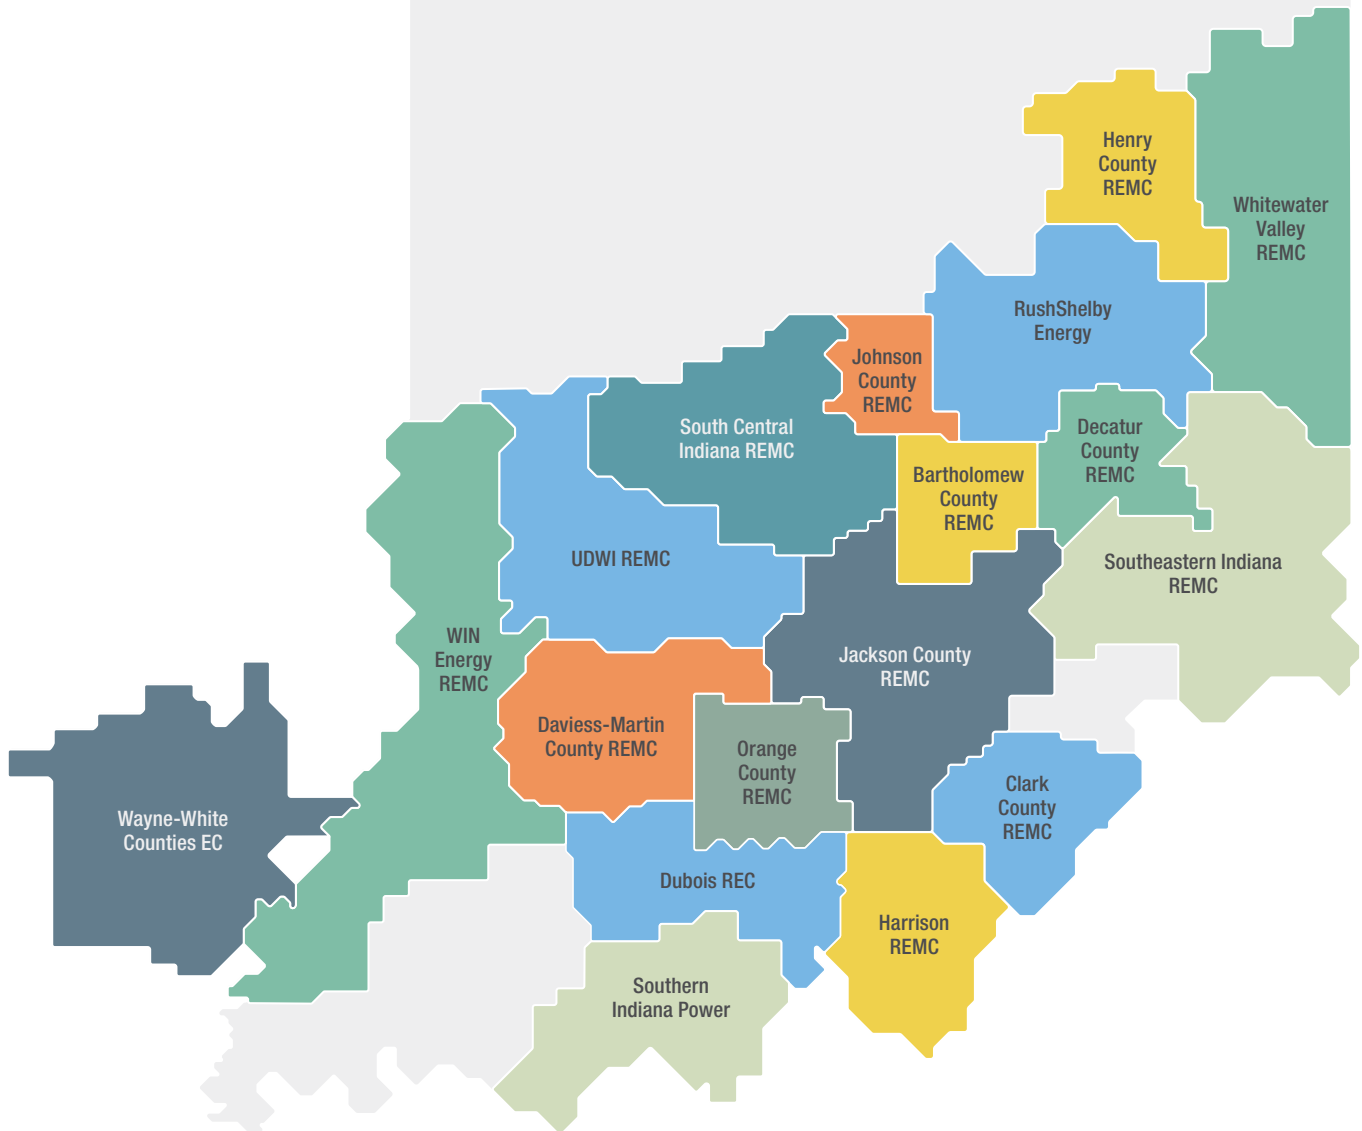 Henry
County
REMC
Whitewater
Valley
REMC
RushShelby
Energy
Johnson
County
REMC
South Central
Indiana REMC
Decatur
County
REMC
Bartholomew
County
REMC
UDWI REMC
Southeastern Indiana
REMC
WIN
Energy
REMC
Jackson County
REMC
Daviess-Martin
County REMC
Orange
County
REMC
Clark
County
REMC
Wayne-White
Counties EC
Dubois REC
Harrison
REMC
Southern
Indiana Power